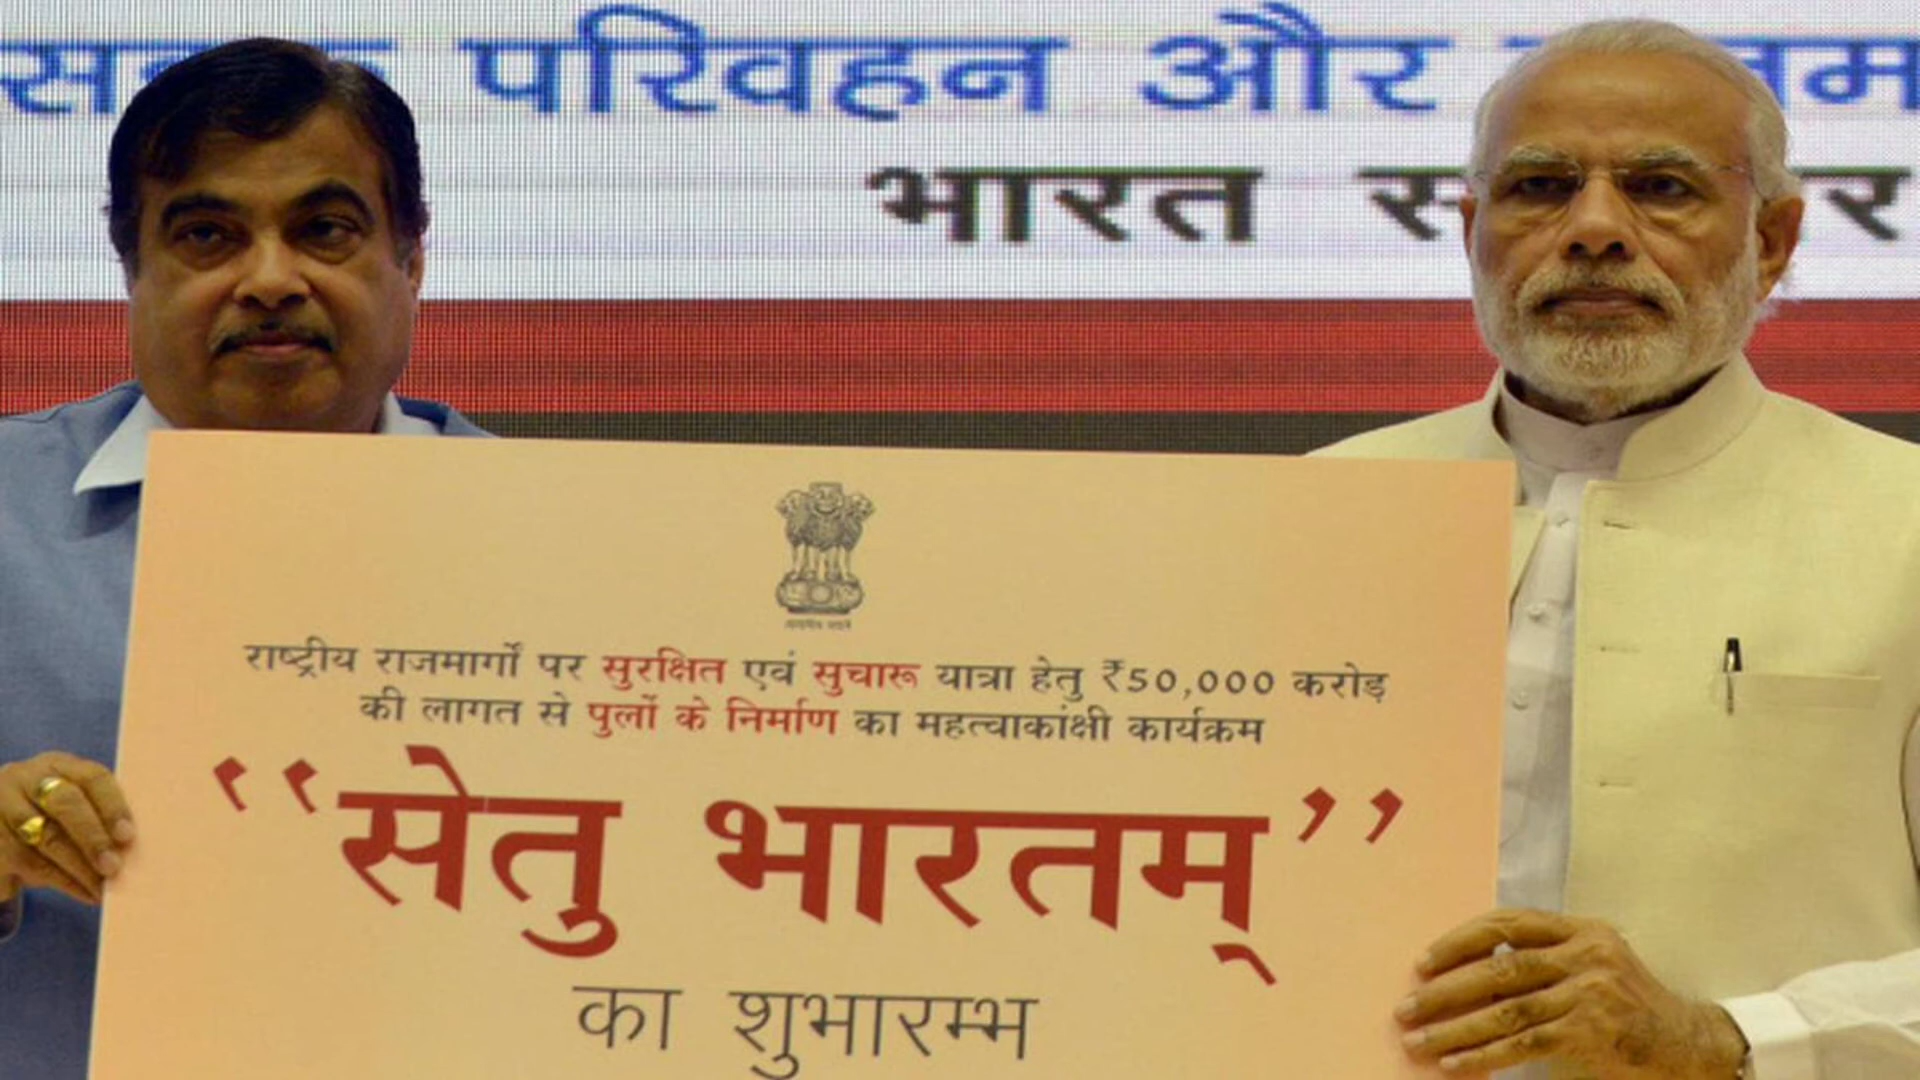 परिवहन और
भारत
राष्ट्रीय राजमार्गों पर सुरक्षित एवं सुचारू यात्रा हेतु ₹50,000 करोड़
की लागत से पुलों के निर्माण का महत्वाकांक्षी कार्यक्रम
‘‘सेतु भारतम्’’
का शुभारम्भ